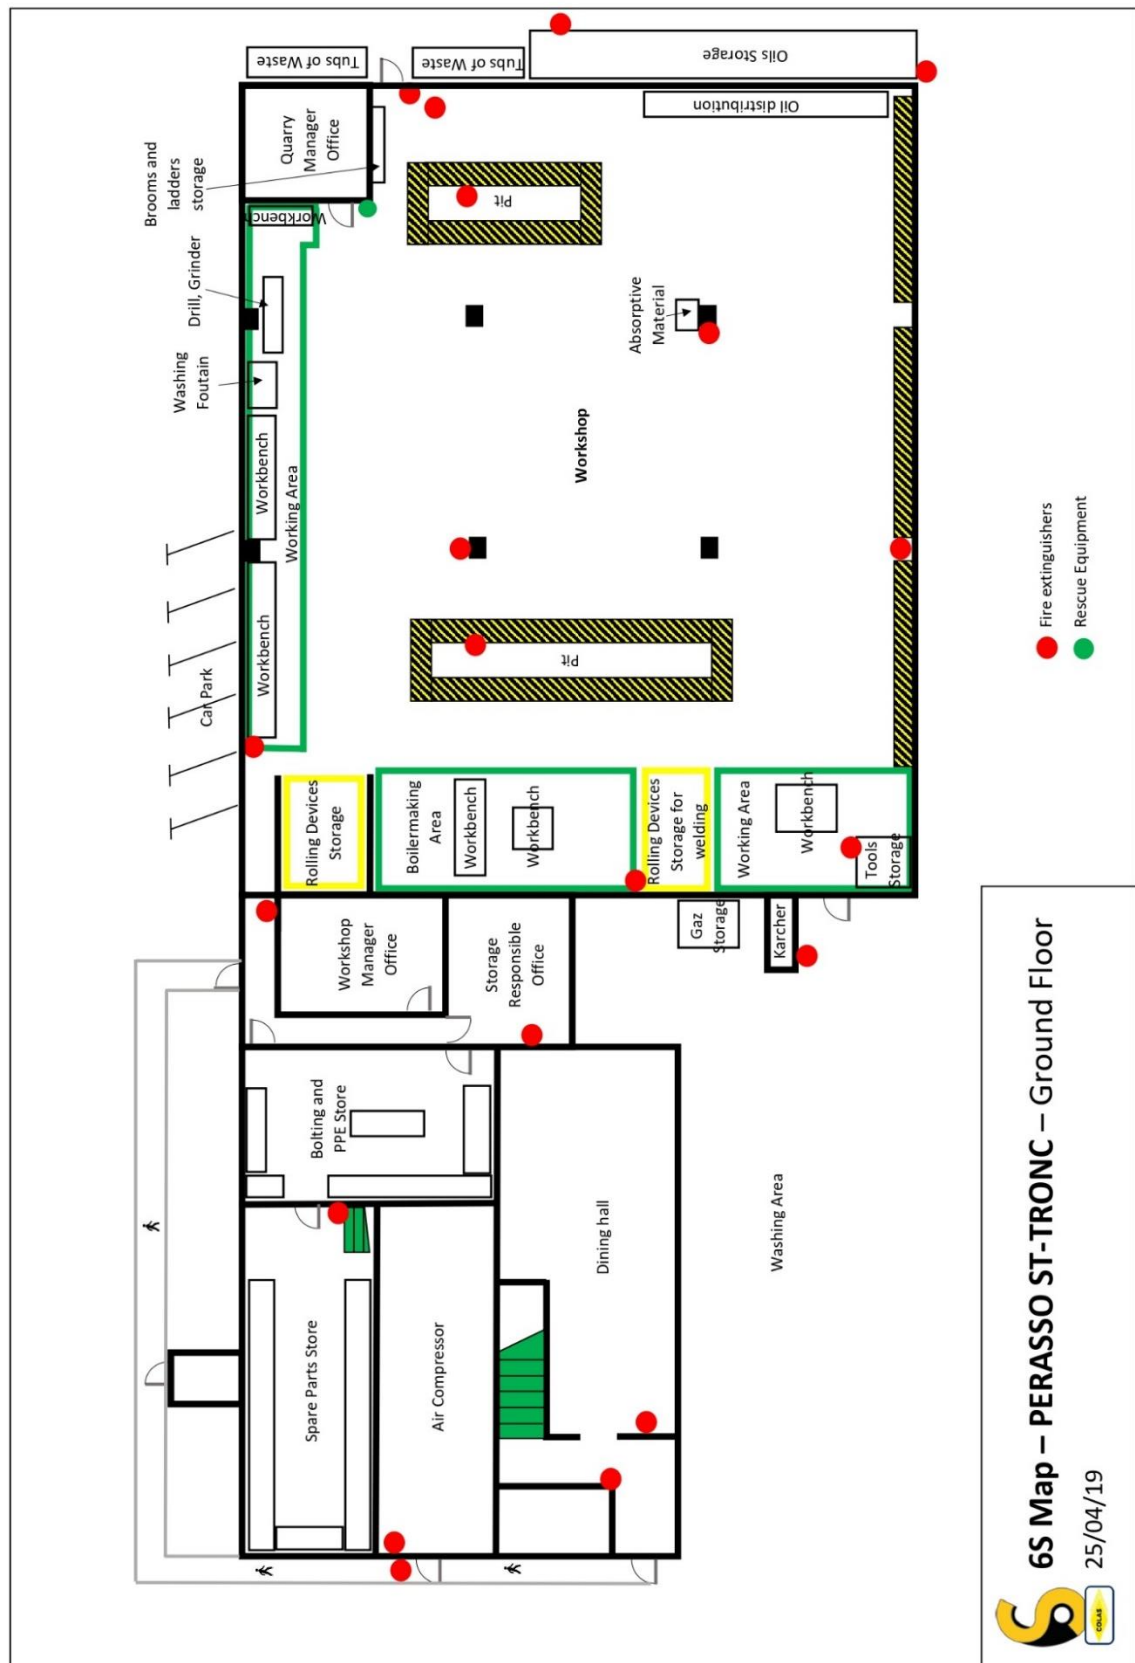 Tubs of Waste
Tubs of Waste
Oils Storage
Oil distribution
Quarry
Manager
Office
Brooms and
ladders
storage
Workbench
Pit
Drill, Grinder
Absorptive
Material
Washing
Foutain
Workbench
Working Area
Workshop
Workbench
Car Park
Pit
Fire extinguishers
Rescue Equipment
Rolling Devices
Storage
Boilermaking
Area
Workbench
Workbench
Rolling Devices
Storage for
welding
Working Area
Workbench
Tools
Storage
Workshop
Manager
Office
Storage
Responsible
Office
Gaz
Storage
Karcher
Bolting and
PPE Store
Dining hall
Washing Area
Spare Parts Store
Air Compressor
6S Map – PERASSO ST-TRONC – Ground Floor
25/04/19
COLAS